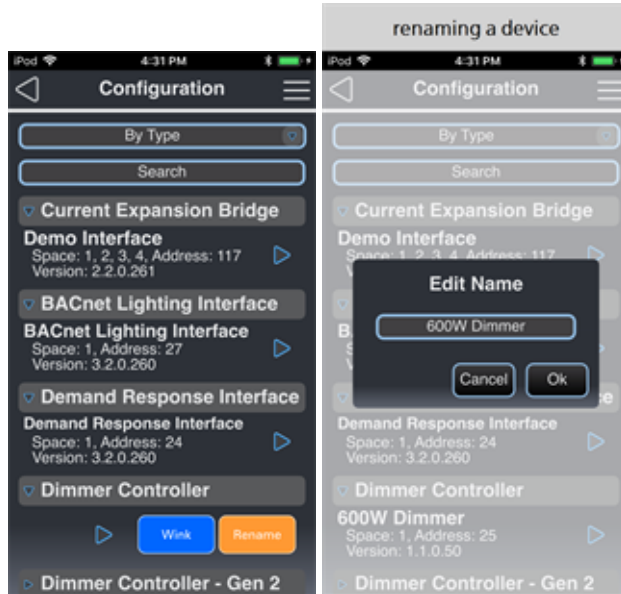 renaming a device
iPod 4:31 PM
Configuration
By Type
Search
Current Expansion Bridge
Demo Interface
Space: 1, 2, 3, 4, Address: 117
Version: 2.2.0.261
BACnet Lighting Interface
BACnet Lighting Interface
Space: 1, Address: 27
Version: 3.2.0.260
Demand Response Interface
Demand Response Interface
Space: 1, Address: 24
Version: 3.2.0.260
Dimmer Controller
Wink Rename
Dimmer Controller - Gen 2
iPod 4:31 PM
Configuration
By Type
Search
Current Expansion Bridge
Demo Interface
Space: 1, 2, 3, 4, Address: 117
Edit Name
600W Dimmer
Cancel Ok
Demand Response Interface
Space: 1, Address: 24
Version: 3.2.0.260
Dimmer Controller
600W Dimmer
Space: 1, Address: 25
Version: 1.1.0.50
Dimmer Controller - Gen 2